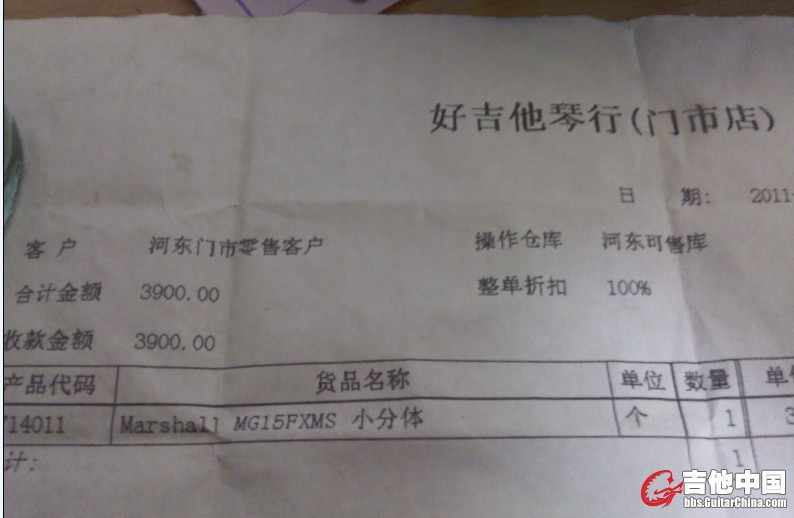 好吉他琴行(门市店)
日 期: 2011-
客 户 河东门市零售客户 操作仓库 河东可售库
合计金额 3900.00 整单折扣 100%
收款金额 3900.00
产品代码 货品名称 单位 数量 单
14011 Marshall MG15FXMS 小分体 个 1 3
计: 1
吉他中国
bbs.GuitarChina.com